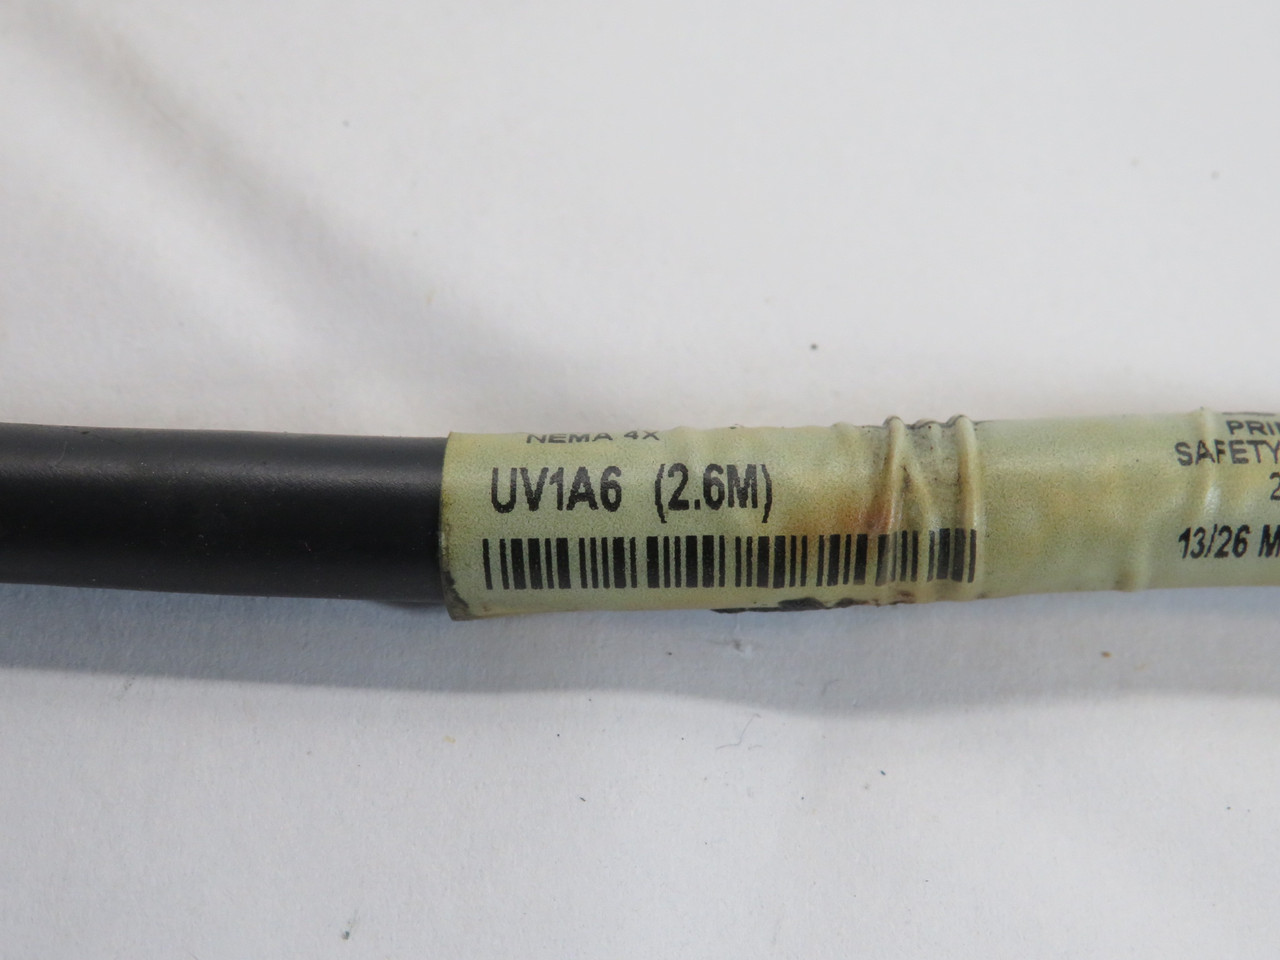 NEMA 4X
UV1A6 (2.6M)
SAFETY
13/26 M